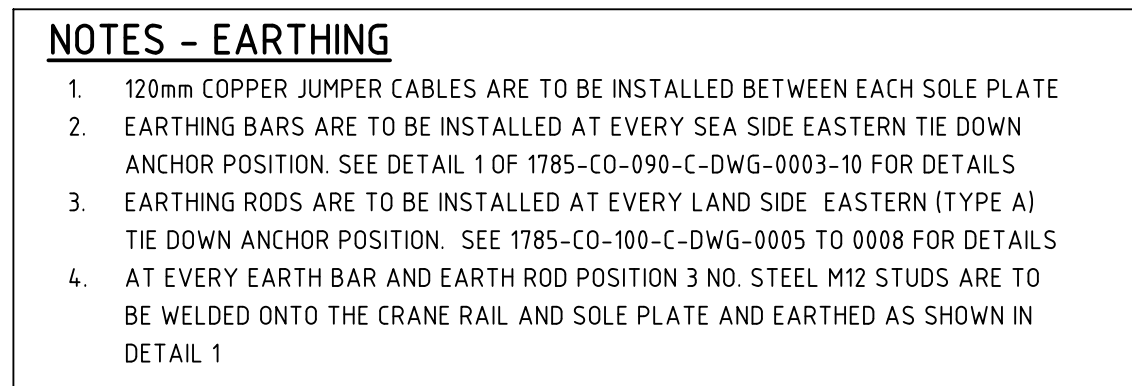 NOTES - EARTHING
1. 120mm COPPER JUMPER CABLES ARE TO BE INSTALLED BETWEEN EACH SOLE PLATE
2. EARTHING BARS ARE TO BE INSTALLED AT EVERY SEA SIDE EASTERN TIE DOWN
ANCHOR POSITION. SEE DETAIL 1 OF 1785-CO-090-C-DWG-0003-10 FOR DETAILS
3. EARTHING RODS ARE TO BE INSTALLED AT EVERY LAND SIDE EASTERN (TYPE A)
TIE DOWN ANCHOR POSITION. SEE 1785-CO-100-C-DWG-0005 TO 0008 FOR DETAILS
4. AT EVERY EARTH BAR AND EARTH ROD POSITION 3 NO. STEEL M12 STUDS ARE TO
BE WELDED ONTO THE CRANE RAIL AND SOLE PLATE AND EARTHED AS SHOWN IN
DETAIL 1